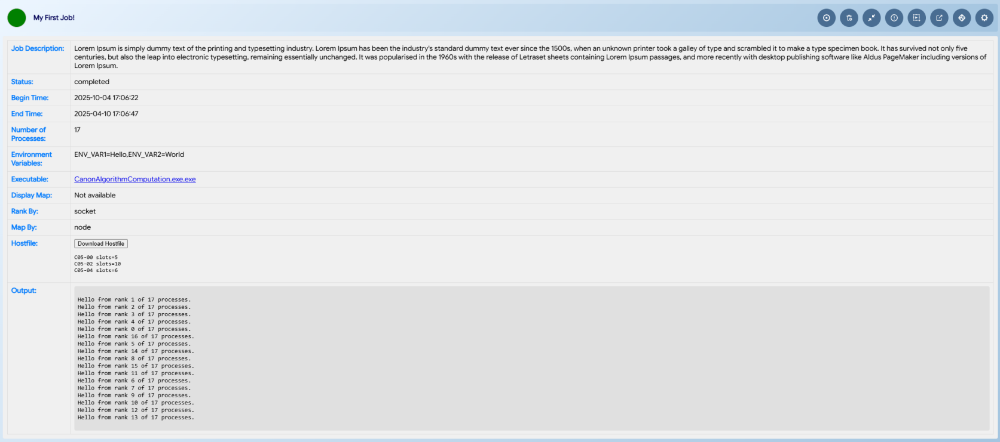 My First Job!
Job Description: Lorem Ipsum is simply dummy text of the printing and typesetting industry. Lorem Ipsum has been the industry's standard dummy text ever since the 1500s, when an unknown printer took a galley of type and scrambled it to make a type specimen book. It has survived not only five
centuries, but also the leap into electronic typesetting, remaining essentially unchanged. It was popularised in the 1960s with the release of Letraset sheets containing Lorem Ipsum passages, and more recently with desktop publishing software like Aldus PageMaker including versions of
Lorem Ipsum.
Status: completed
Begin Time: 2025-10-04 17:06:22
End Time: 2025-04-10 17:06:47
Number of 17
Processes:
Environment ENV_VAR1=Hello,ENV_VAR2=World
Variables:
Executable: CanonAlgorithmComputation.exe.exe
Display Map: Not available
Rank By: socket
Map By: node
Hostfile: Download Hostfile
C05-00 slots=5
C05-02 slots=10
C05-04 slots=6
Output:
Hello from rank 1 of 17 processes.
Hello from rank 2 of 17 processes.
Hello from rank 3 of 17 processes.
Hello from rank 4 of 17 processes.
Hello from rank 0 of 17 processes.
Hello from rank 16 of 17 processes.
Hello from rank 5 of 17 processes.
Hello from rank 14 of 17 processes.
Hello from rank 8 of 17 processes.
Hello from rank 15 of 17 processes.
Hello from rank 11 of 17 processes.
Hello from rank 6 of 17 processes.
Hello from rank 7 of 17 processes.
Hello from rank 9 of 17 processes.
Hello from rank 10 of 17 processes.
Hello from rank 12 of 17 processes.
Hello from rank 13 of 17 processes.